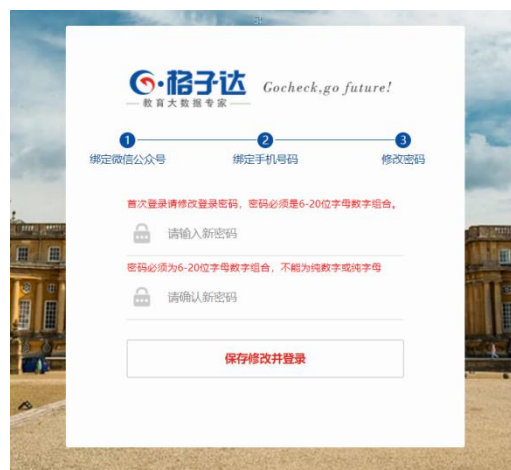 格子达
教育大数据专家
Gocheck,go future!
1 2 3
绑定微信公众号 绑定手机号码 修改密码
首次登录请修改登录密码，密码必须是6-20位字母数字组合。
请输入新密码
密码必须为6-20位字母数字组合，不能为纯数字或纯字母
请确认新密码
保存修改并登录